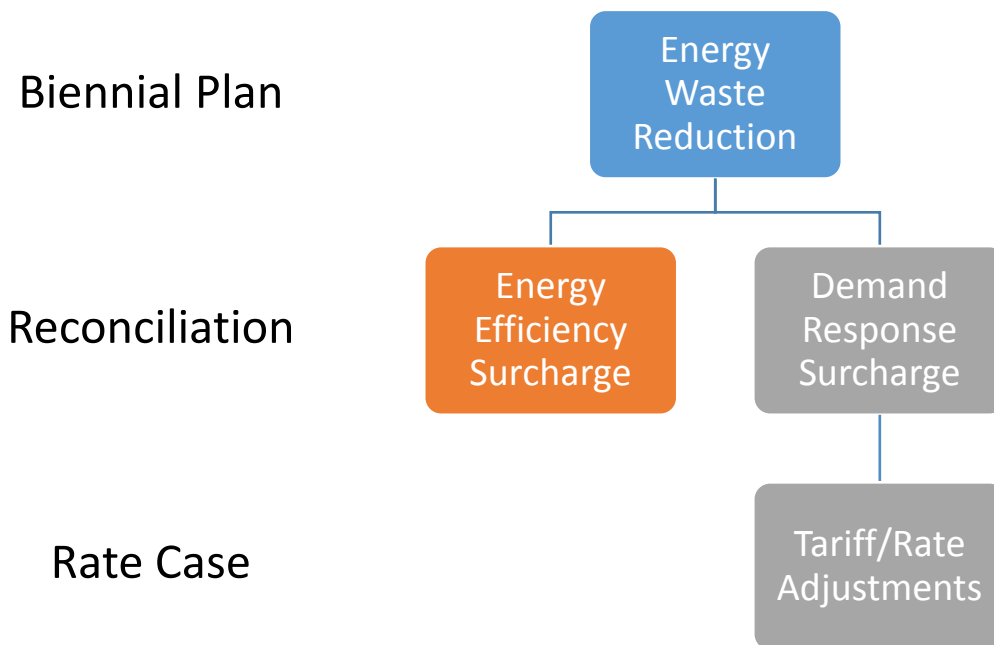 Biennial Plan
Energy
Waste
Reduction
Reconciliation
Energy
Efficiency
Surcharge
Demand
Response
Surcharge
Rate Case
Tariff/Rate
Adjustments